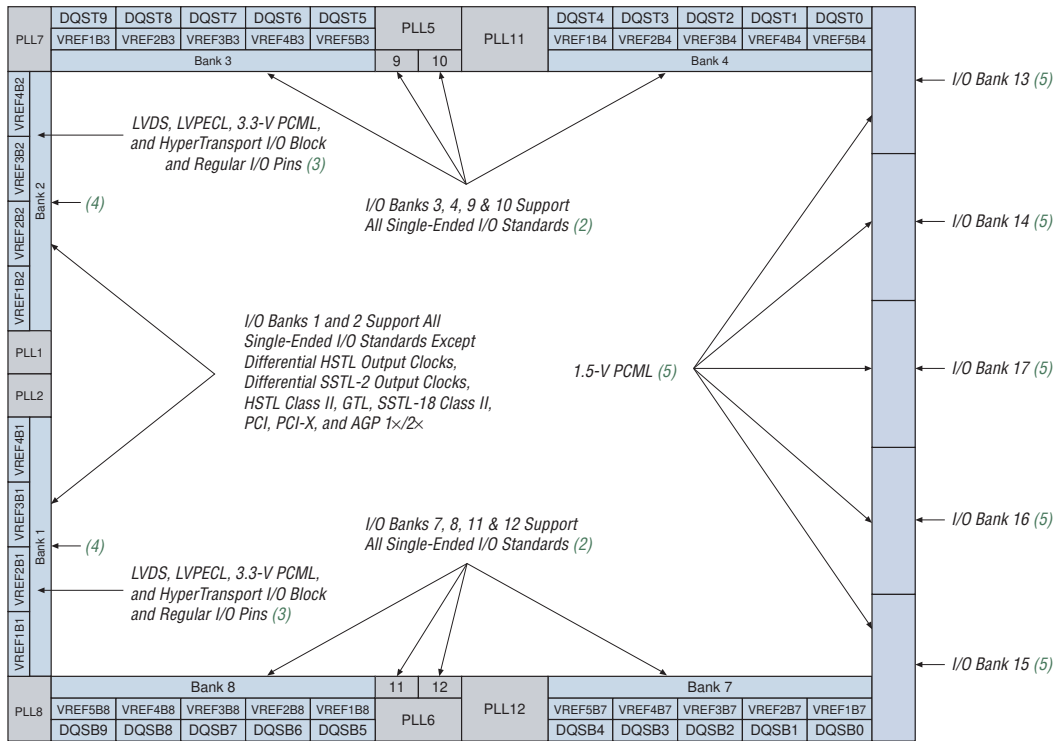 PLL7
DQST9 DQST8 DQST7 DQST6 DQST5
VREF1B3 VREF2B3 VREF3B3 VREF4B3 VREF5B3
Bank 3
PLL5
9 10
PLL11
DQST4 DQST3 DQST2 DQST1 DQST0
VREF1B4 VREF2B4 VREF3B4 VREF4B4 VREF5B4
Bank 4
VREF4B2
VREF3B2
VREF2B2
VREF1B2
Bank 2
LVDS, LVPECL, 3.3-V PCML,
and HyperTransport I/O Block
and Regular I/O Pins (3)
(4)
I/O Banks 3, 4, 9 & 10 Support
All Single-Ended I/O Standards (2)
I/O Bank 13 (5)
I/O Bank 14 (5)
PLL1
PLL2
I/O Banks 1 and 2 Support All
Single-Ended I/O Standards Except
Differential HSTL Output Clocks,
Differential SSTL-2 Output Clocks,
HSTL Class II, GTL, SSTL-18 Class II,
PCI, PCI-X, and AGP 1×/2×
1.5-V PCML (5)
I/O Bank 17 (5)
VREF4B1
VREF3B1
VREF2B1
VREF1B1
Bank 1
(4)
LVDS, LVPECL, 3.3-V PCML,
and HyperTransport I/O Block
and Regular I/O Pins (3)
I/O Banks 7, 8, 11 & 12 Support
All Single-Ended I/O Standards (2)
I/O Bank 16 (5)
I/O Bank 15 (5)
PLL8
Bank 8
VREF5B8 VREF4B8 VREF3B8 VREF2B8 VREF1B8
DQSB9 DQSB8 DQSB7 DQSB6 DQSB5
11 12
PLL6
PLL12
Bank 7
VREF5B7 VREF4B7 VREF3B7 VREF2B7 VREF1B7
DQSB4 DQSB3 DQSB2 DQSB1 DQSB0